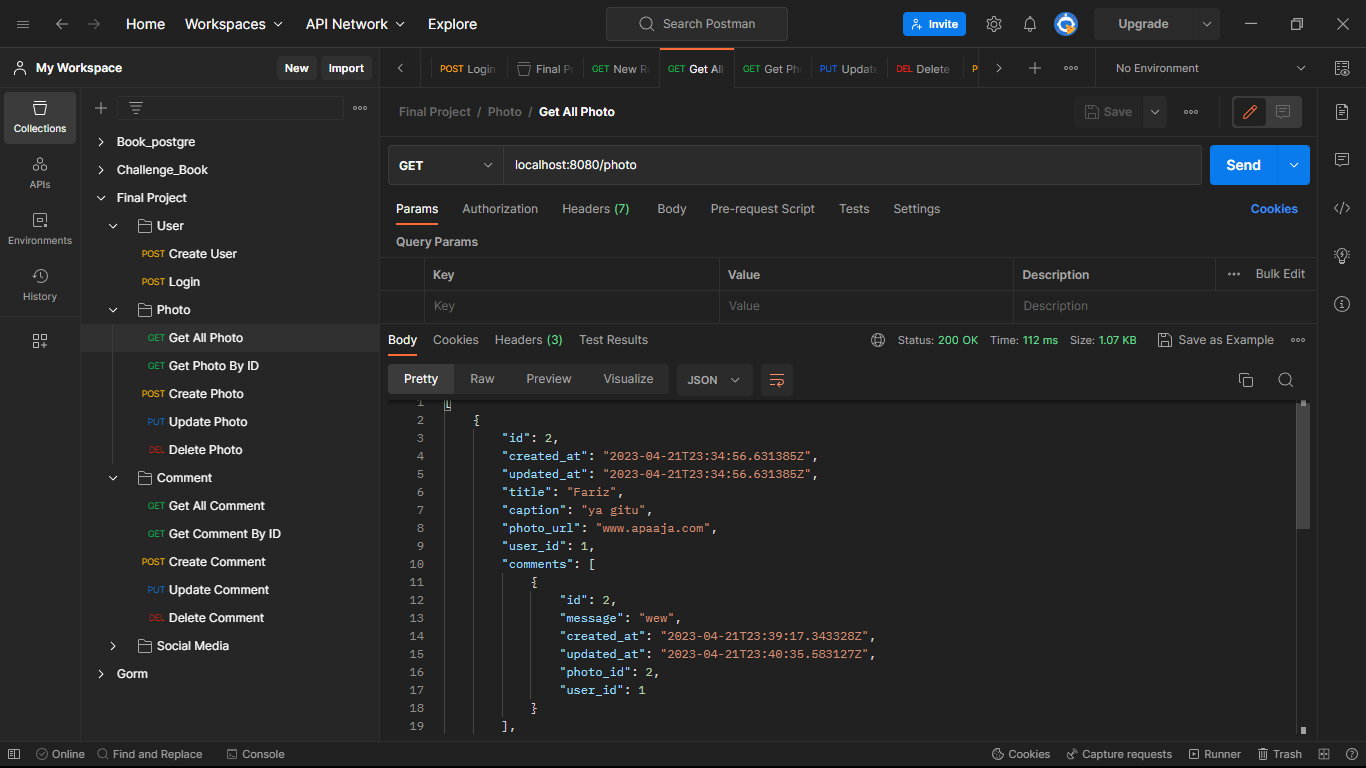 Home Workspaces API Network Explore Search Postman Invite Upgrade
My Workspace New Import
POST Login Final P GET New R GET Get All GET Get Ph PUT Update DEL Delete P No Environment
Collections
APIs
Environments
History
Book_postgre
Challenge_Book
Final Project
User
POST Create User
POST Login
Photo
GET Get All Photo
GET Get Photo By ID
POST Create Photo
PUT Update Photo
DEL Delete Photo
Comment
GET Get All Comment
GET Get Comment By ID
POST Create Comment
PUT Update Comment
DEL Delete Comment
Social Media
Gorm
Final Project / Photo / Get All Photo Save
GET localhost:8080/photo Send
Params Authorization Headers (7) Body Pre-request Script Tests Settings Cookies
Query Params
Key Value Description Bulk Edit
Key Value Description
Body Cookies Headers (3) Test Results Status: 200 OK Time: 112 ms Size: 1.07 KB Save as Example
Pretty Raw Preview Visualize JSON
1 [
2 {
3 "id": 2,
4 "created_at": "2023-04-21T23:34:56.631385Z",
5 "updated_at": "2023-04-21T23:34:56.631385Z",
6 "title": "Fariz",
7 "caption": "ya gitu",
8 "photo_url": "www.apaaja.com",
9 "user_id": 1,
10 "comments": [
11 {
12 "id": 2,
13 "message": "wew",
14 "created_at": "2023-04-21T23:39:17.343328Z",
15 "updated_at": "2023-04-21T23:40:35.583127Z",
16 "photo_id": 2,
17 "user_id": 1
18 }
19 ],
Online Find and Replace Console Cookies Capture requests Runner Trash